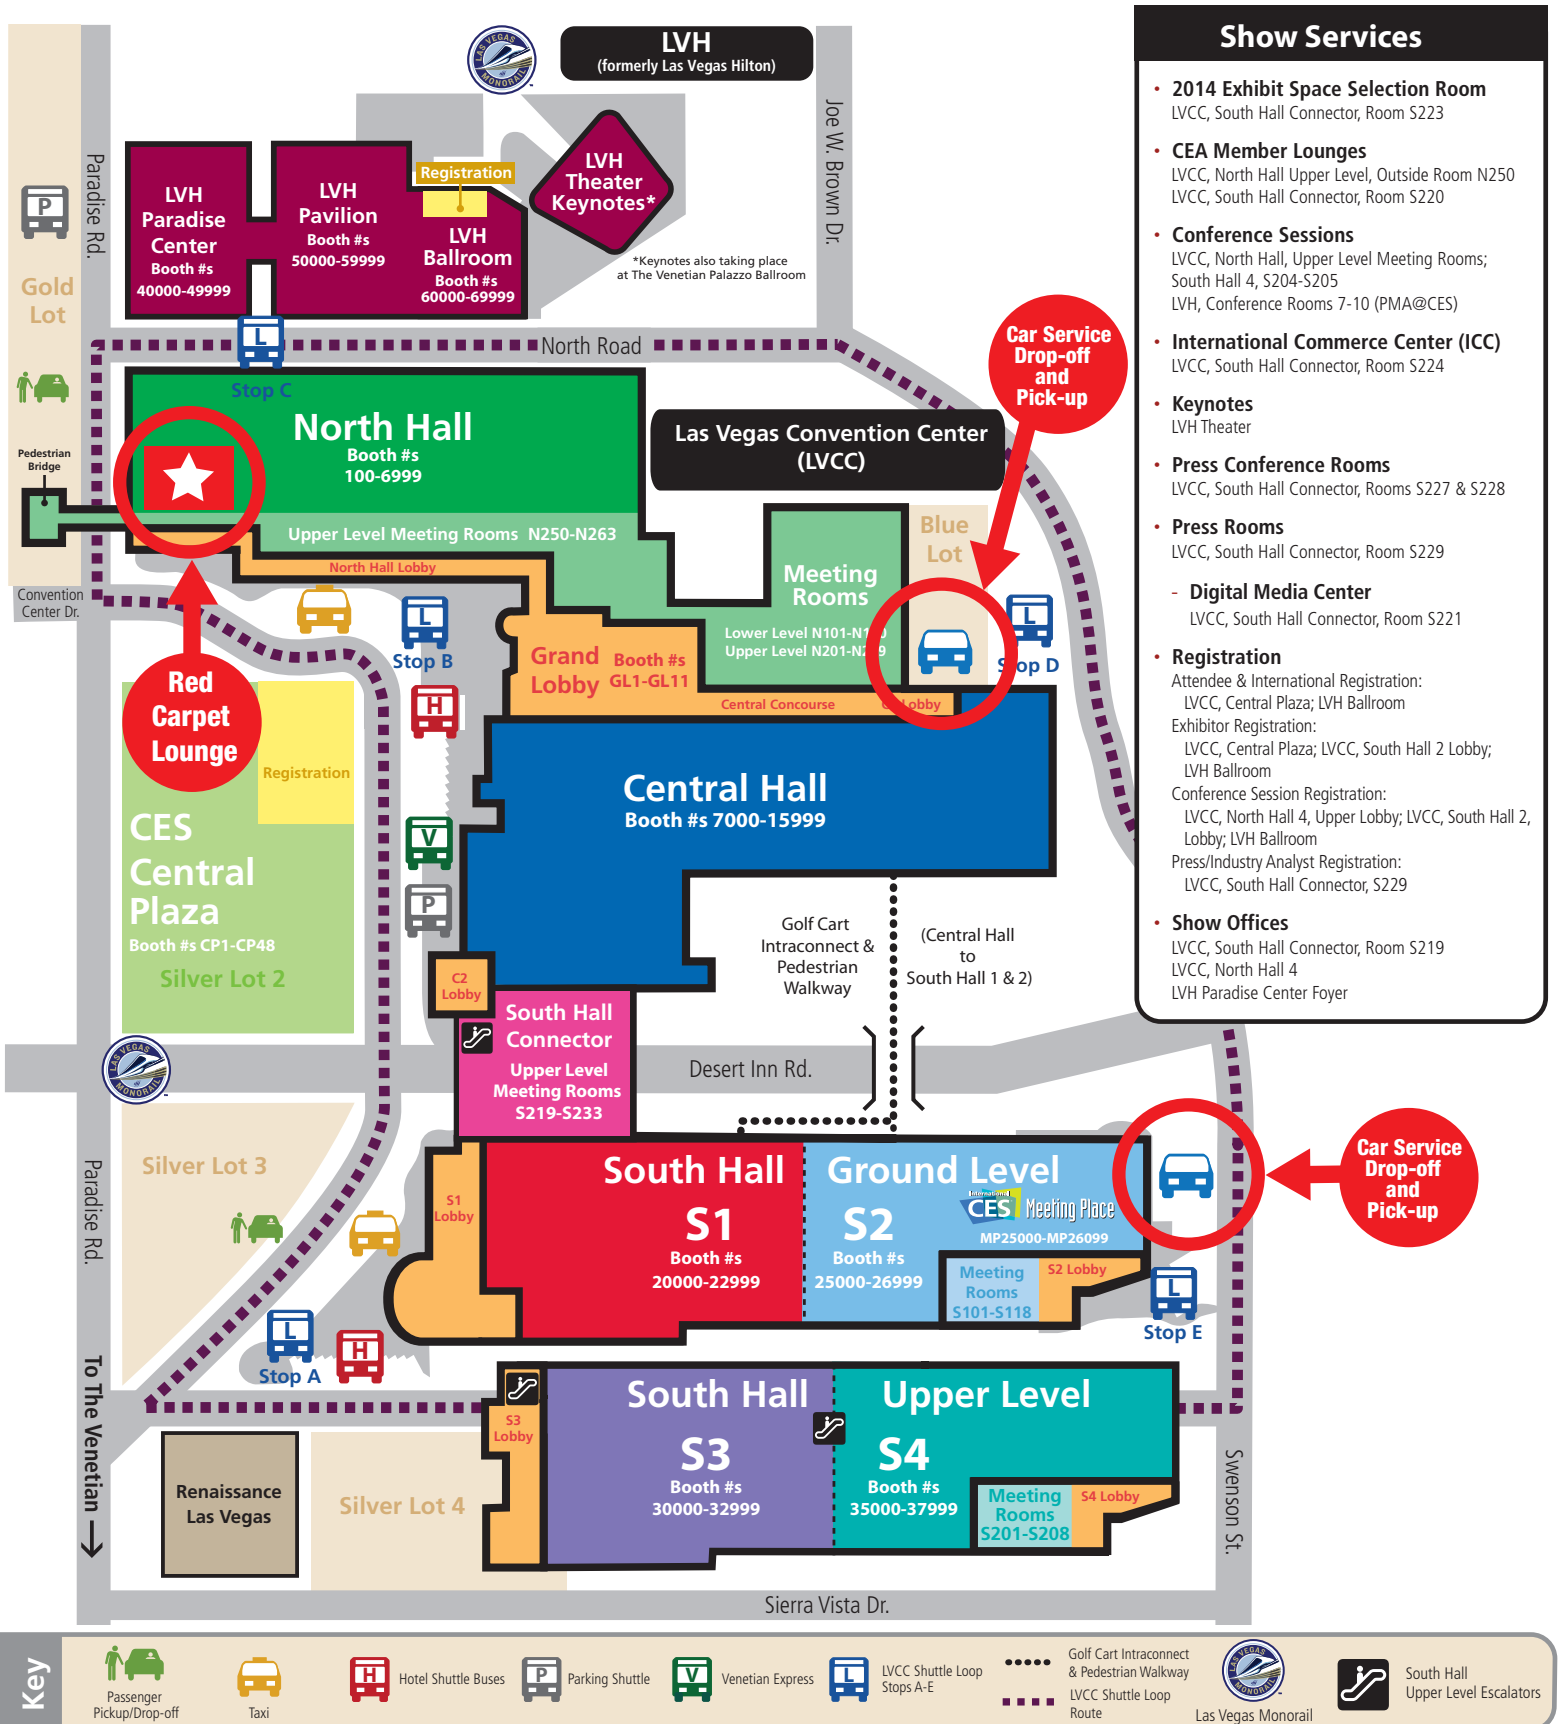 LVH
(formerly Las Vegas Hilton)
LAS VEGAS
MONORAIL
Joe W. Brown Dr.
Paradise Rd.
P
Gold
Lot
LVH
Paradise
Center
Booth #s
40000-49999
LVH
Pavilion
Booth #s
50000-59999
Registration
LVH
Ballroom
Booth #s
60000-69999
LVH
Theater
Keynotes*
*Keynotes also taking place
at The Venetian Palazzo Ballroom
L
Stop C
North Road
Car Service
Drop-off
and
Pick-up
North Hall
Booth #s
100-6999
Las Vegas Convention Center
(LVCC)
Pedestrian
Bridge
Upper Level Meeting Rooms N250-N263
North Hall Lobby
Convention
Center Dr.
Blue
Lot
Meeting
Rooms
Lower Level N101-N1 0
Upper Level N201-N2 9
L
Stop B
L
Stop D
Grand
Lobby
Booth #s
GL1-GL11
Central Concourse
Lobby
Red
Carpet
Lounge
H
Registration
CES
Central
Plaza
Booth #s CP1-CP48
Silver Lot 2
V
P
Central Hall
Booth #s 7000-15999
Golf Cart
Intraconnect &
Pedestrian
Walkway
(Central Hall
to
South Hall 1 & 2)
C2
Lobby
South Hall
Connector
Upper Level
Meeting Rooms
S219-S233
Desert Inn Rd.
LAS VEGAS
MONORAIL
Silver Lot 3
Paradise Rd.
S1
Lobby
South Hall
S1
Booth #s
20000-22999
Ground Level
S2
Booth #s
25000-26999
International
CES Meeting Place
MP25000-MP26099
Meeting
Rooms
S101-S118
S2 Lobby
Car Service
Drop-off
and
Pick-up
L
Stop E
L
Stop A
H
To The Venetian
S3
Lobby
South Hall
S3
Booth #s
30000-32999
Upper Level
S4
Booth #s
35000-37999
Meeting
Rooms
S201-S208
S4 Lobby
Renaissance
Las Vegas
Silver Lot 4
Swenson St.
Sierra Vista Dr.
Show Services
• 2014 Exhibit Space Selection Room
LVCC, South Hall Connector, Room S223
• CEA Member Lounges
LVCC, North Hall Upper Level, Outside Room N250
LVCC, South Hall Connector, Room S220
• Conference Sessions
LVCC, North Hall, Upper Level Meeting Rooms;
South Hall 4, S204-S205
LVH, Conference Rooms 7-10 (PMA@CES)
• International Commerce Center (ICC)
LVCC, South Hall Connector, Room S224
• Keynotes
LVH Theater
• Press Conference Rooms
LVCC, South Hall Connector, Rooms S227 & S228
• Press Rooms
LVCC, South Hall Connector, Room S229
- Digital Media Center
LVCC, South Hall Connector, Room S221
• Registration
Attendee & International Registration:
LVCC, Central Plaza; LVH Ballroom
Exhibitor Registration:
LVCC, Central Plaza; LVCC, South Hall 2 Lobby;
LVH Ballroom
Conference Session Registration:
LVCC, North Hall 4, Upper Lobby; LVCC, South Hall 2,
Lobby; LVH Ballroom
Press/Industry Analyst Registration:
LVCC, South Hall Connector, S229
• Show Offices
LVCC, South Hall Connector, Room S219
LVCC, North Hall 4
LVH Paradise Center Foyer
Key
Passenger
Pickup/Drop-off
Taxi
H
Hotel Shuttle Buses
P
Parking Shuttle
V
Venetian Express
L
LVCC Shuttle Loop
Stops A-E
Golf Cart Intraconnect
& Pedestrian Walkway
LVCC Shuttle Loop
Route
LAS VEGAS
MONORAIL
Las Vegas Monorail
South Hall
Upper Level Escalators